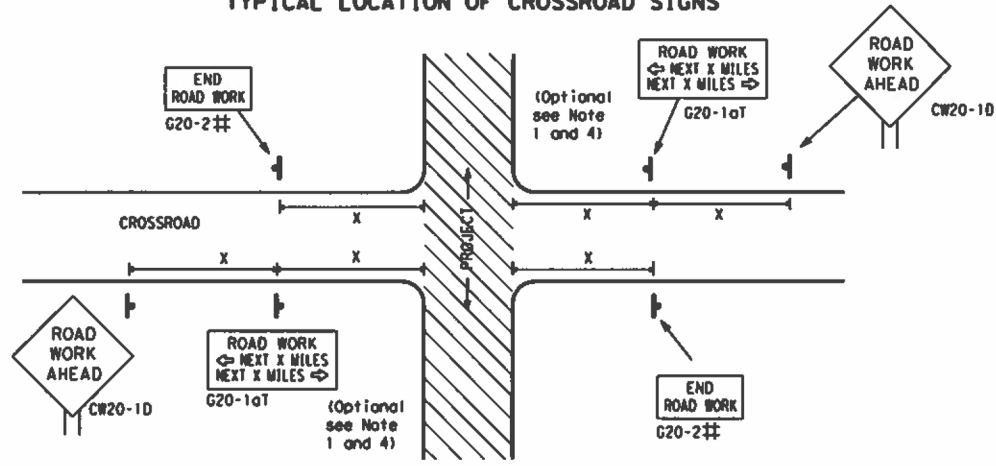 TYPICAL LOCATION OF CROSSROAD SIGNS
END
ROAD WORK
G20-2#
(Optional
see Note
1 and 4)
ROAD WORK
⇦ NEXT X MILES
NEXT X MILES ⇨
G20-1aT
ROAD
WORK
AHEAD
CW20-1D
CROSSROAD
X
X
X
PROJECT
X
X
X
ROAD
WORK
AHEAD
CW20-1D
ROAD WORK
⇦ NEXT X MILES
NEXT X MILES ⇨
G20-1aT
(Optional
see Note
1 and 4)
END
ROAD WORK
G20-2#